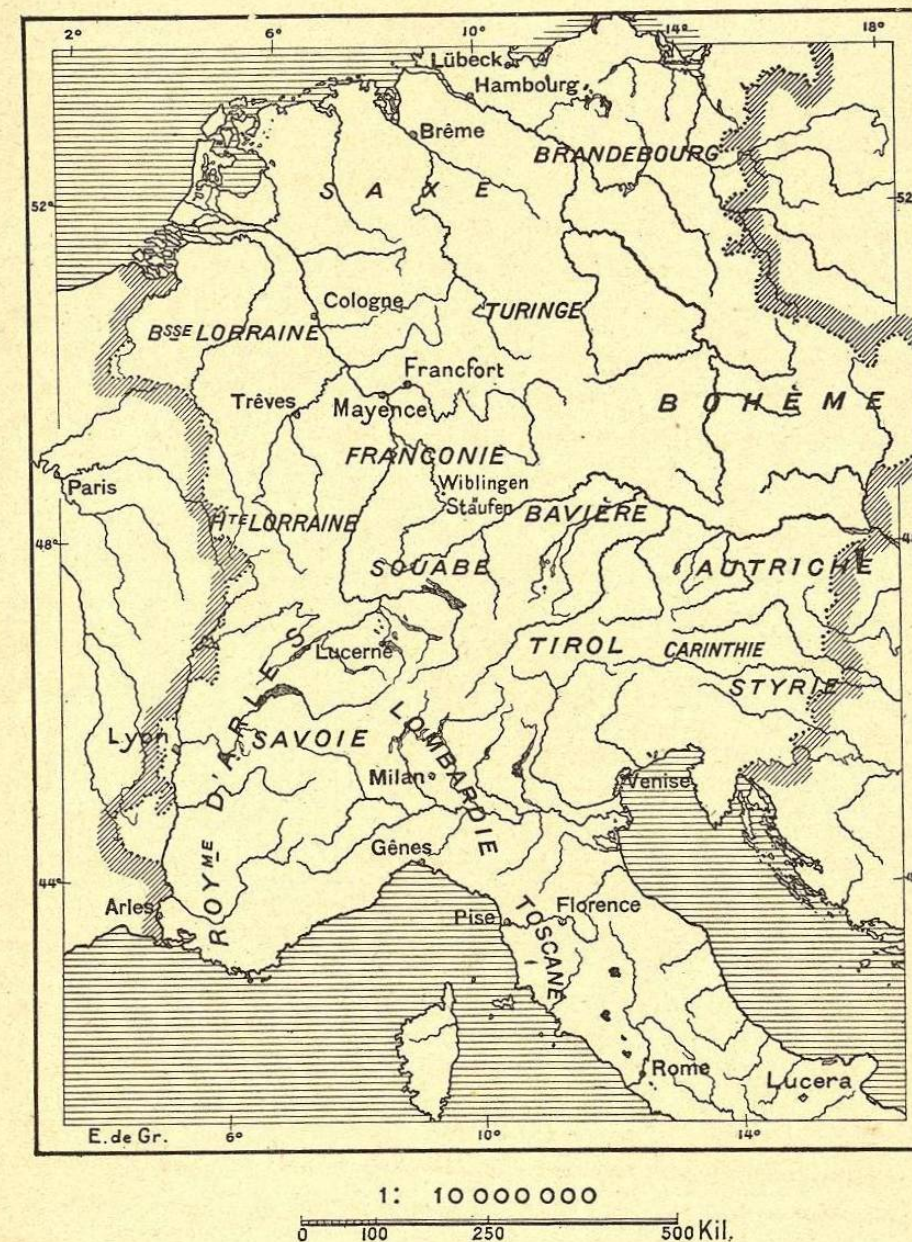 2° 6° 10° 14° 18°
Lübeck
Hambourg
Brême
BRANDEBOURG
SAXE
52° 52°
Cologne
TURINGE
Bsse LORRAINE
Francfort
Trêves
Mayence
BOHÈME
FRANCONIE
Paris
Wiblingen
Staufen
Hte LORRAINE
BAVIÈRE
48° 48
SOUABE
AUTRICHE
TIROL
CARINTHIE
Lucerne
STYRIE
ROYME D'ARLES
Lyon
SAVOIE
LOMBARDIE
Milan
Venise
Gênes
44°
Arles
Pise
Florence
TOSCANE
Rome
Lucera
E. de Gr.
6° 10° 14°
1: 10 000 000
0 100 250 500 Kil.